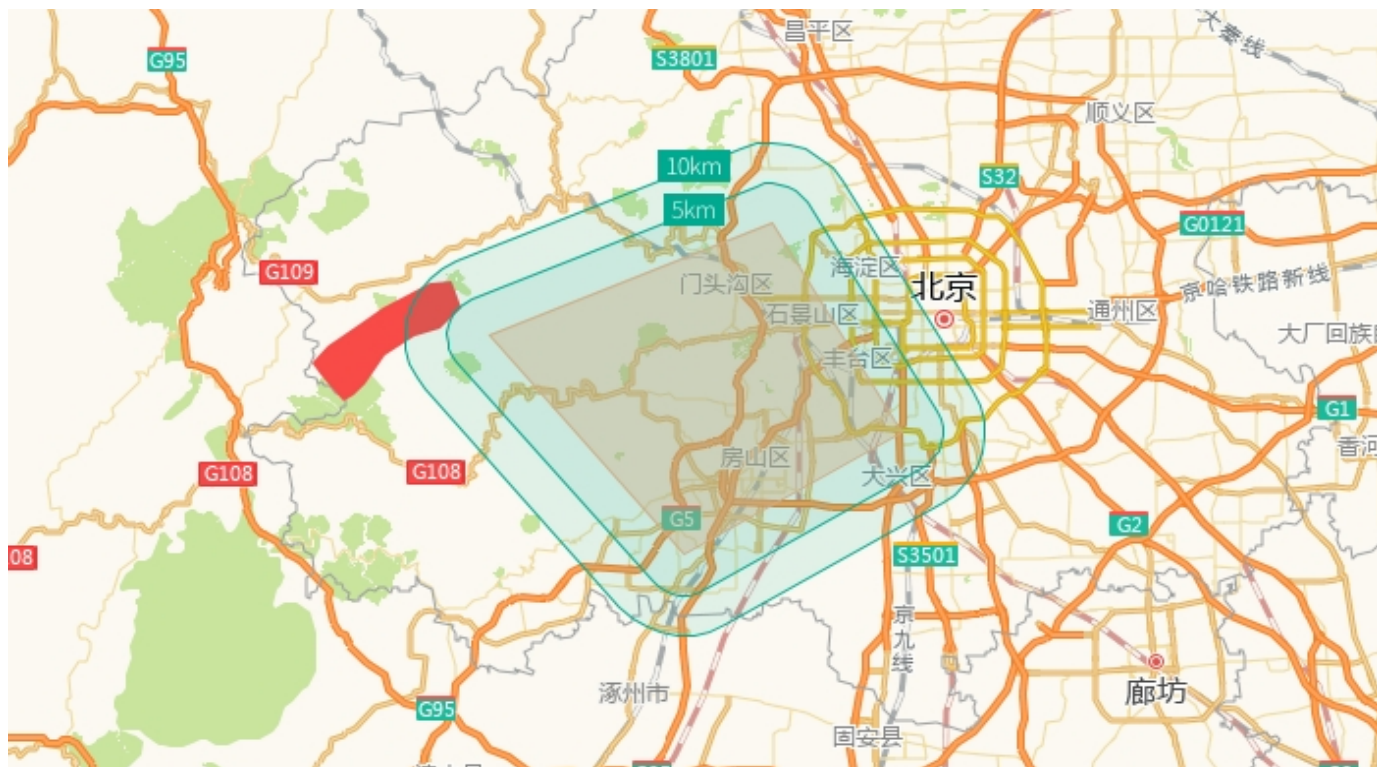 昌平区
大秦线
G95
S3801
顺义区
10km
S32
5km
G0121
海淀区
G109
门头沟区
北京
京哈铁路新线
石景山区
通州区
大厂回族
丰台区
G1
香河
房山区
G108
G108
大兴区
G5
G2
S3501
08
京九线
廊坊
涿州市
G95
固安县